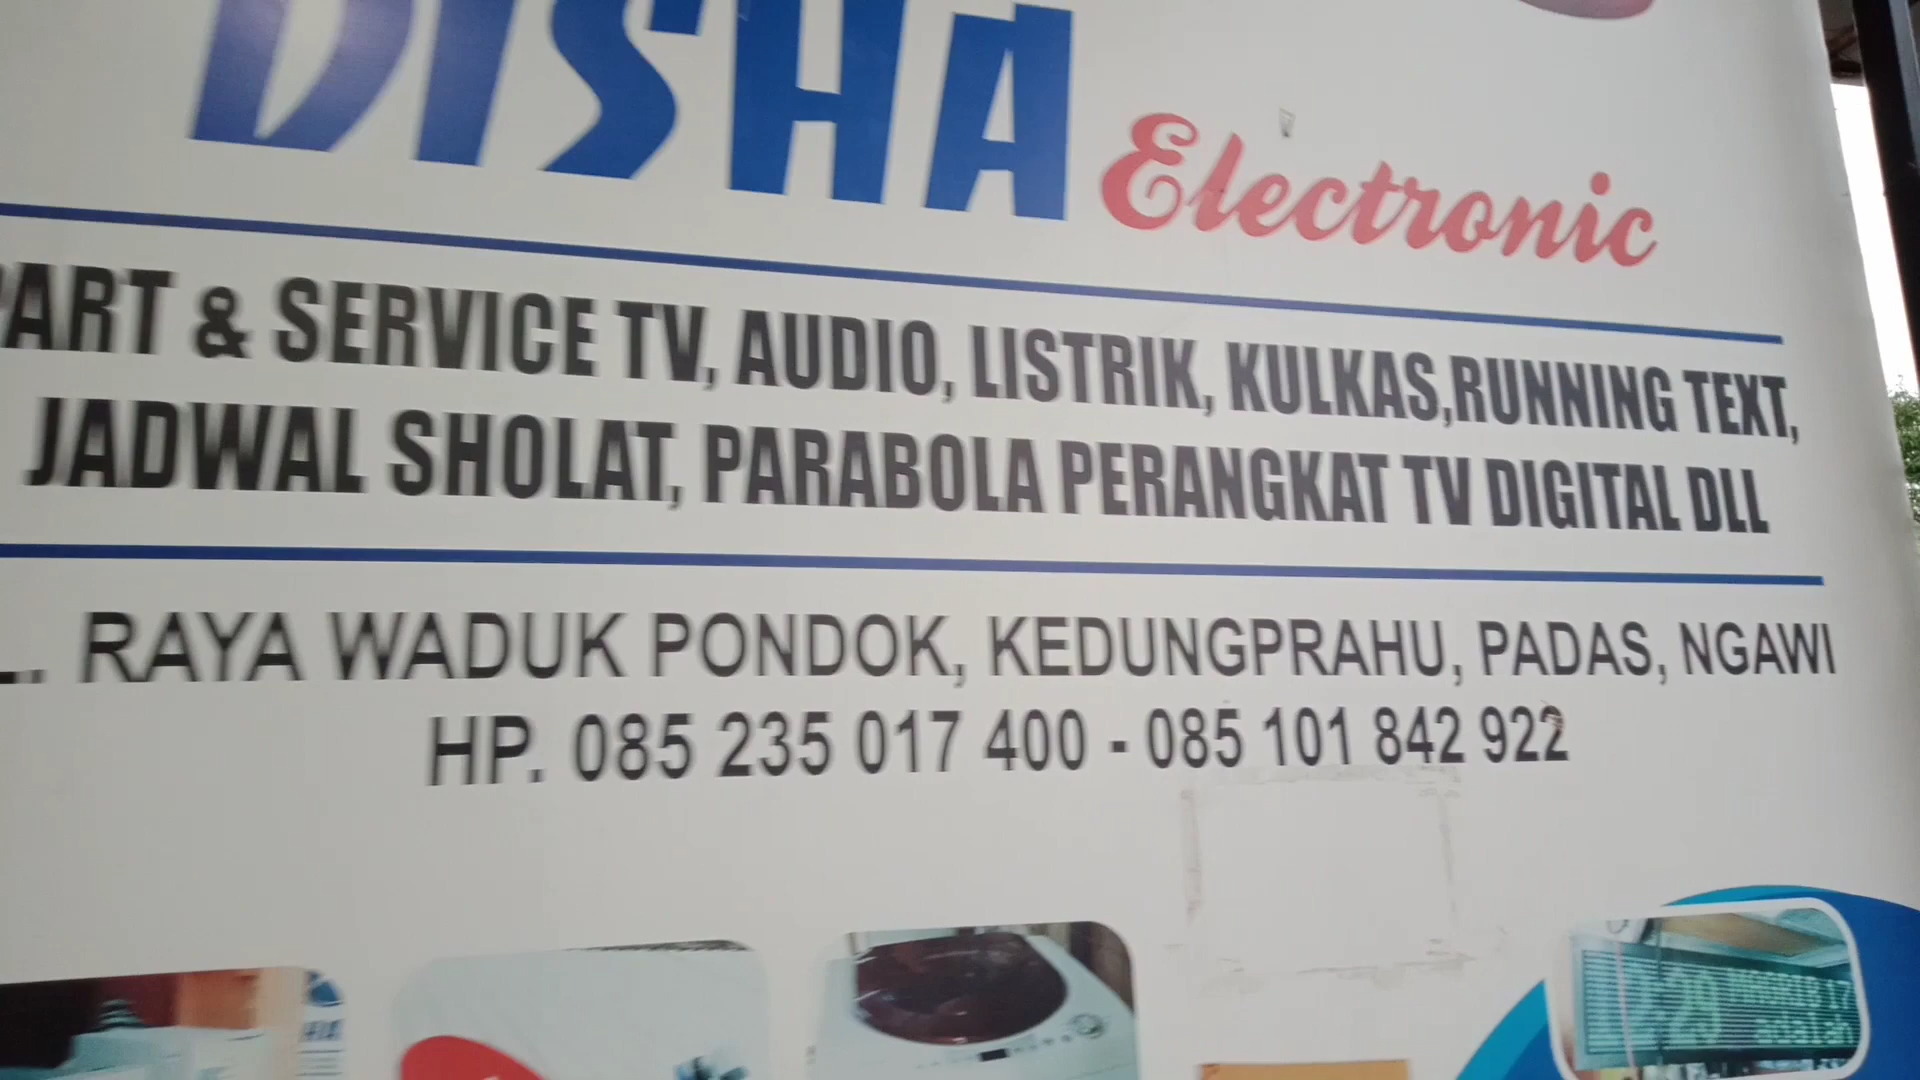 DISHA Electronic
PART & SERVICE TV, AUDIO, LISTRIK, KULKAS,RUNNING TEXT,
JADWAL SHOLAT, PARABOLA PERANGKAT TV DIGITAL DLL
L. RAYA WADUK PONDOK, KEDUNGPRAHU, PADAS, NGAWI
HP. 085 235 017 400 - 085 101 842 922
adalah